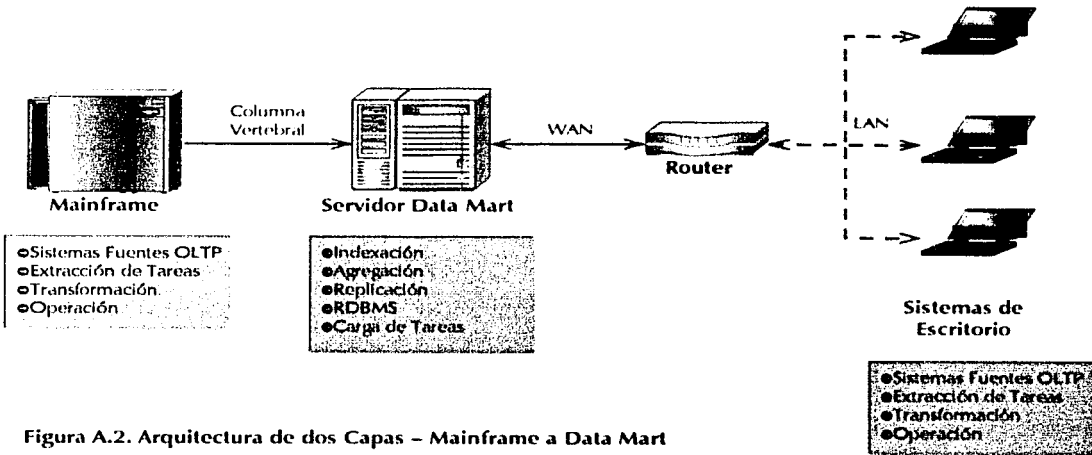 Columna
Vertebral
WAN
LAN
Router
Mainframe
Servidor Data Mart
Sistemas Fuentes OLTP
Extracción de Tareas
Transformación
Operación
Indexación
Agregación
Replicación
RDBMS
Carga de Tareas
Sistemas de
Escritorio
Sistemas Fuentes OLTP
Extracción de Tareas
Transformación
Operación
Figura A.2. Arquitectura de dos Capas – Mainframe a Data Mart